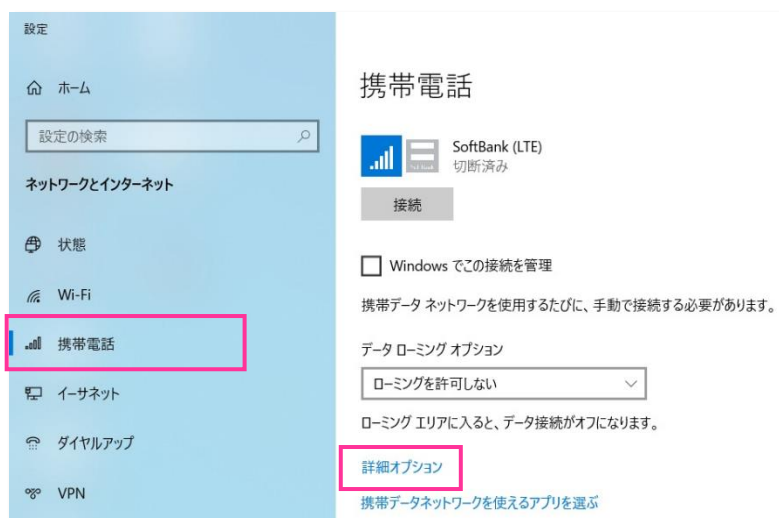 設定
ホーム
設定の検索
ネットワークとインターネット
状態
Wi-Fi
携帯電話
イーサネット
ダイヤルアップ
VPN
携帯電話
SoftBank (LTE)
切断済み
接続
Windows でこの接続を管理
携帯データ ネットワークを使用するたびに、手動で接続する必要があります。
データ ローミング オプション
ローミングを許可しない
ローミング エリアに入ると、データ接続がオフになります。
詳細オプション
携帯データネットワークを使えるアプリを選ぶ